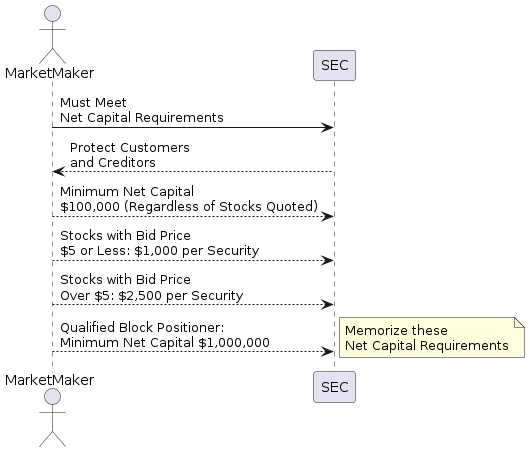 MarketMaker
SEC
Must Meet
Net Capital Requirements
Protect Customers
and Creditors
Minimum Net Capital
$100,000 (Regardless of Stocks Quoted)
Stocks with Bid Price
$5 or Less: $1,000 per Security
Stocks with Bid Price
Over $5: $2,500 per Security
Qualified Block Positioner:
Minimum Net Capital $1,000,000
Memorize these
Net Capital Requirements
MarketMaker
SEC